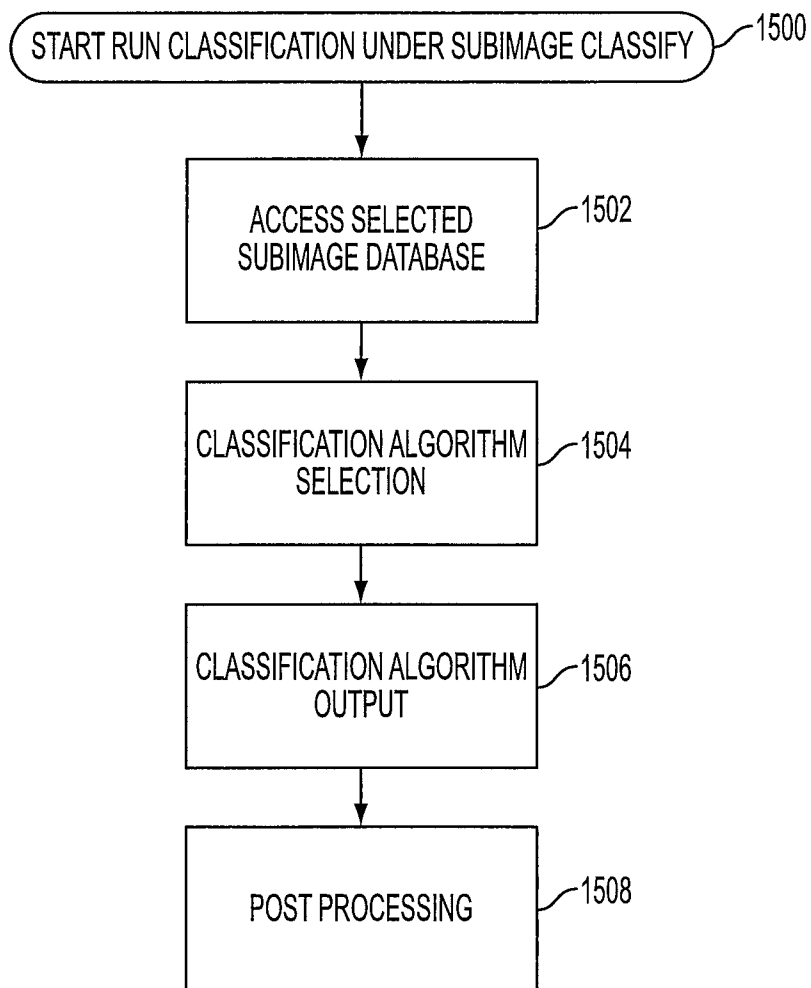 START RUN CLASSIFICATION UNDER SUBIMAGE CLASSIFY
1500
ACCESS SELECTED
SUBIMAGE DATABASE
1502
CLASSIFICATION ALGORITHM
SELECTION
1504
CLASSIFICATION ALGORITHM
OUTPUT
1506
POST PROCESSING
1508